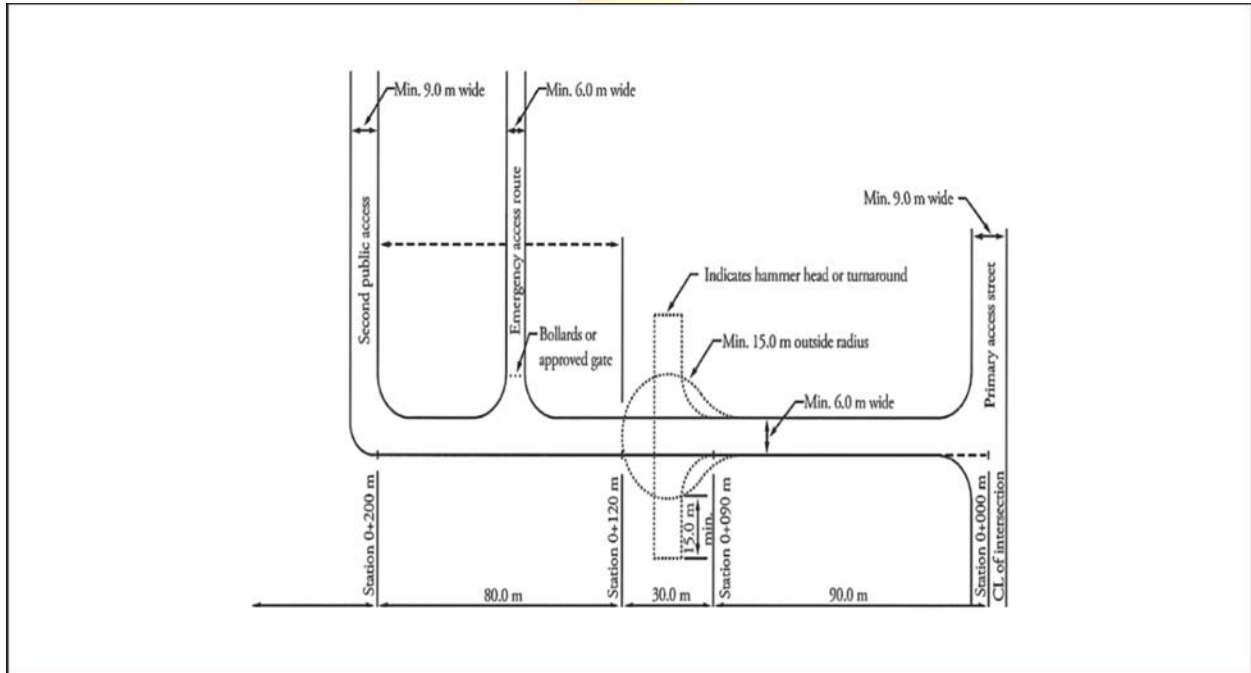 Min. 9.0 m wide
Min. 6.0 m wide
Second public access
Emergency access route
Min. 9.0 m wide
Primary access street
Indicates hammer head or turnaround
Bollards or
approved gate
Min. 15.0 m outside radius
Min. 6.0 m wide
Station 0+200 m
Station 0+120 m
15.0 m
min.
Station 0+090 m
Station 0+000 m
CL of intersection
80.0 m
30.0 m
90.0 m